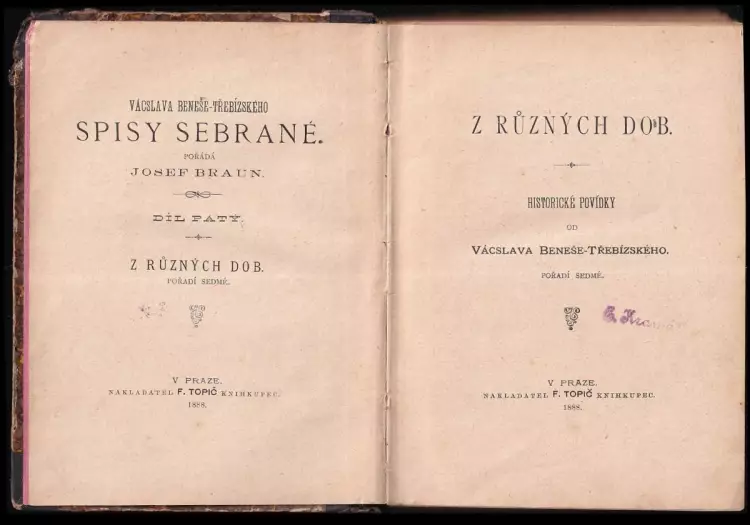 VÁCSLAVA BENEŠE-TŘEBÍZSKÉHO
SPISY SEBRANÉ.
POŘÁDÁ
JOSEF BRAUN.
DÍL PÁTÝ.
Z RŮZNÝCH DOB.
POŘADÍ SEDMÉ.
V PRAZE.
NAKLADATEL F. TOPIČ KNIHKUPEC.
1888.
Z RŮZNÝCH DOB.
HISTORICKÉ POVÍDKY
OD
VÁCSLAVA BENEŠE-TŘEBÍZSKÉHO.
POŘADÍ SEDMÉ.
V PRAZE.
NAKLADATEL F. TOPIČ KNIHKUPEC.
1888.